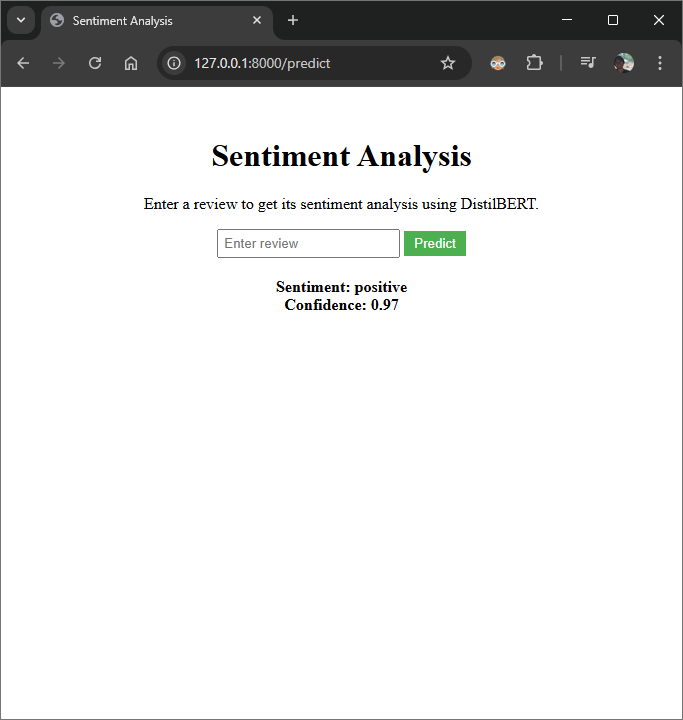 Sentiment Analysis
127.0.0.1:8000/predict
Sentiment Analysis
Enter a review to get its sentiment analysis using DistilBERT.
Enter review Predict
Sentiment: positive
Confidence: 0.97